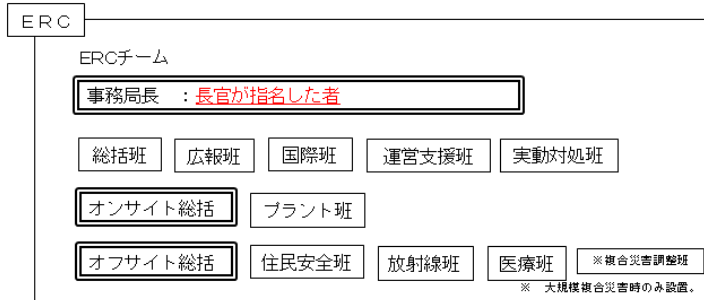 ERC
ERCチーム
事務局長 :長官が指名した者
総括班 広報班 国際班 運営支援班 実動対処班
オンサイト総括 プラント班
オフサイト総括 住民安全班 放射線班 医療班 ※複合災害調整班
※ 大規模複合災害時のみ設置。